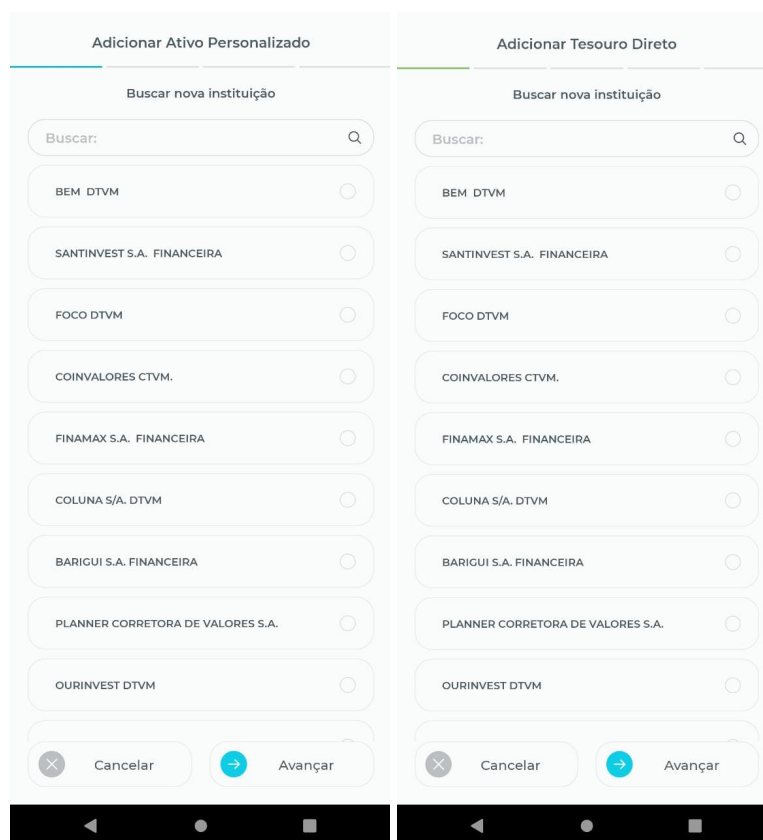 Adicionar Ativo Personalizado
Buscar nova instituição
Buscar:
BEM DTVM
SANTINVEST S.A. FINANCEIRA
FOCO DTVM
COINVALORES CTVM.
FINAMAX S.A. FINANCEIRA
COLUNA S/A. DTVM
BARIGUI S.A. FINANCEIRA
PLANNER CORRETORA DE VALORES S.A.
OURINVEST DTVM
Cancelar
Avançar
Adicionar Tesouro Direto
Buscar nova instituição
Buscar:
BEM DTVM
SANTINVEST S.A. FINANCEIRA
FOCO DTVM
COINVALORES CTVM.
FINAMAX S.A. FINANCEIRA
COLUNA S/A. DTVM
BARIGUI S.A. FINANCEIRA
PLANNER CORRETORA DE VALORES S.A.
OURINVEST DTVM
Cancelar
Avançar